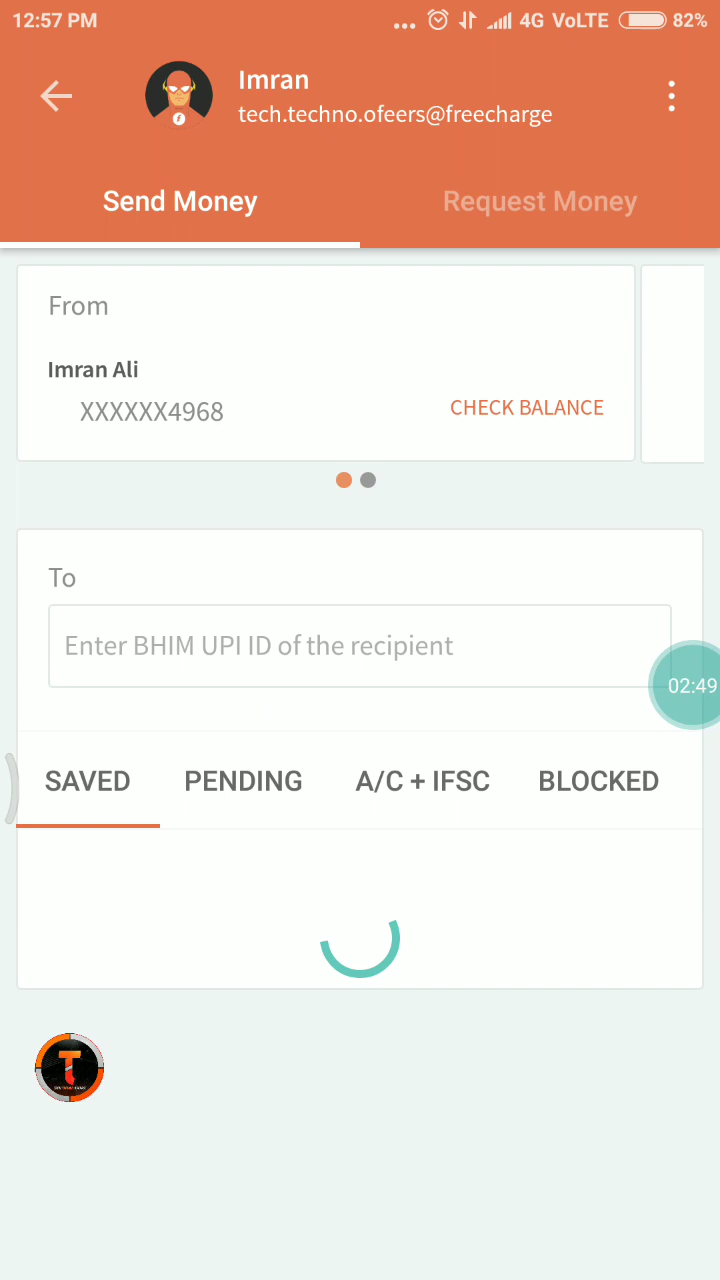 12:57 PM ... 4G VoLTE 82%
Imran
tech.techno.ofeers@freecharge
Send Money Request Money
From
Imran Ali
XXXXXX4968 CHECK BALANCE
To
Enter BHIM UPI ID of the recipient
02:49
SAVED PENDING A/C + IFSC BLOCKED
T